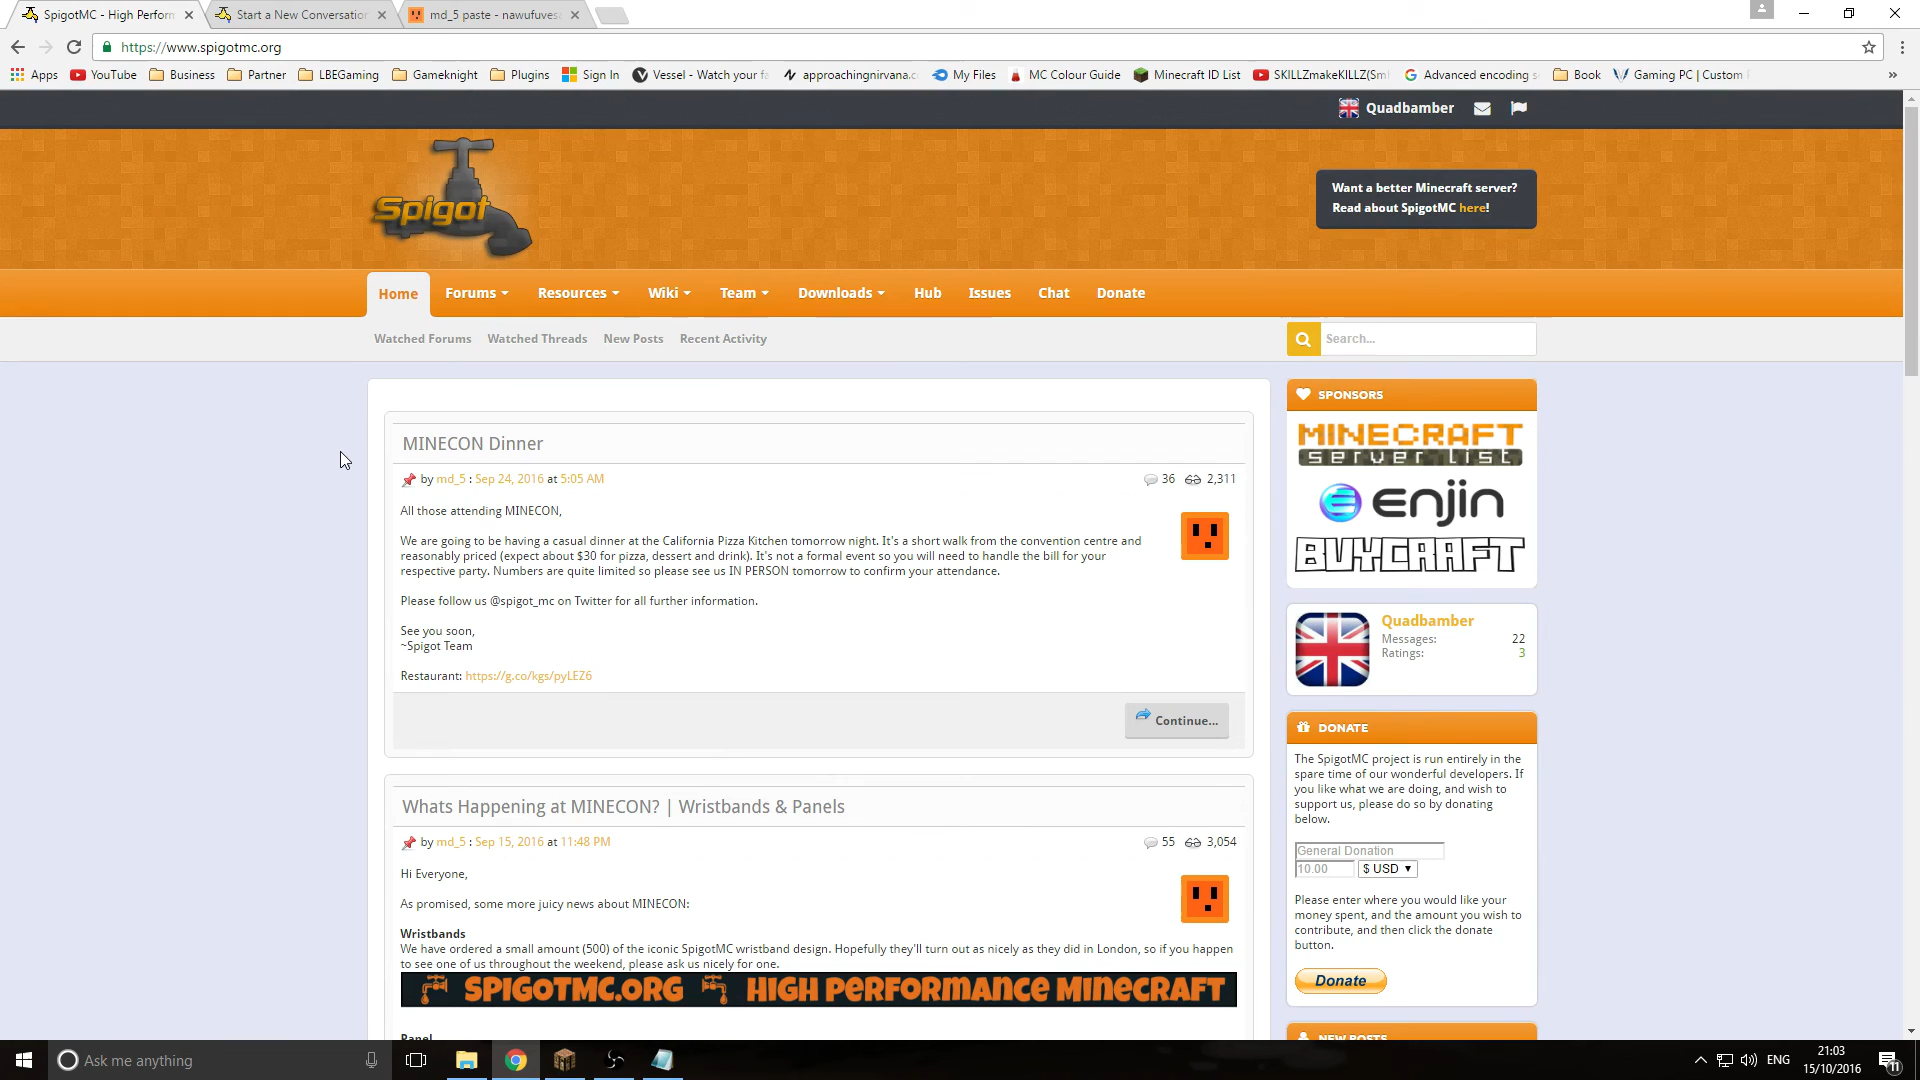 SpigotMC - High Perform
Start a New Conversation
md_5 paste - nawufuves
https://www.spigotmc.org
Apps
YouTube
Business
Partner
LBEGaming
Gameknight
Plugins
Sign In
Vessel - Watch your fa
approachingnirvana.c
My Files
MC Colour Guide
Minecraft ID List
SKILLZmakeKILLZ(Sm
Advanced encoding s
Book
Gaming PC | Custom
Quadbamber
Spigot
Want a better Minecraft server?
Read about SpigotMC here!
Home
Forums
Resources
Wiki
Team
Downloads
Hub
Issues
Chat
Donate
Watched Forums
Watched Threads
New Posts
Recent Activity
Search...
MINECON Dinner
by md_5 : Sep 24, 2016 at 5:05 AM
36
2,311
All those attending MINECON,
We are going to be having a casual dinner at the California Pizza Kitchen tomorrow night. It's a short walk from the convention centre and
reasonably priced (expect about $30 for pizza, dessert and drink). It's not a formal event so you will need to handle the bill for your
respective party. Numbers are quite limited so please see us IN PERSON tomorrow to confirm your attendance.
Please follow us @spigot_mc on Twitter for all further information.
See you soon,
~Spigot Team
Restaurant: https://g.co/kgs/pyLEZ6
Continue...
Whats Happening at MINECON? | Wristbands & Panels
by md_5 : Sep 15, 2016 at 11:48 PM
55
3,054
Hi Everyone,
As promised, some more juicy news about MINECON:
Wristbands
We have ordered a small amount (500) of the iconic SpigotMC wristband design. Hopefully they'll turn out as nicely as they did in London, so if you happen
to see one of us throughout the weekend, please ask us nicely for one.
SPIGOTMC.ORG HIGH PERFORMANCE MINECRAFT
Panel
SPONSORS
MINECRAFT
SERVER LIST
enjin
BUYCRAFT
Quadbamber
Messages: 22
Ratings: 3
DONATE
The SpigotMC project is run entirely in the
spare time of our wonderful developers. If
you like what we are doing, and wish to
support us, please do so by donating
below.
General Donation
10.00
$ USD
Please enter where you would like your
money spent, and the amount you wish to
contribute, and then click the donate
button.
Donate
NEW POSTS
Ask me anything
ENG
21:03
15/10/2016
11